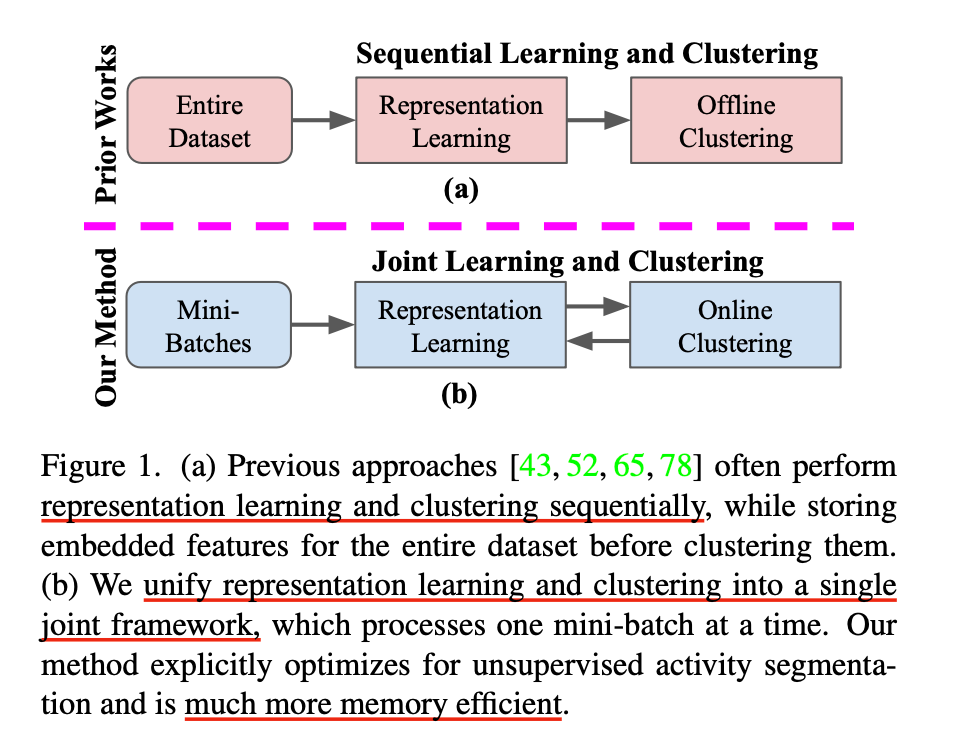 Prior Works
Sequential Learning and Clustering
Entire
Dataset
Representation
Learning
Offline
Clustering
(a)
Our Method
Joint Learning and Clustering
Mini-
Batches
Representation
Learning
Online
Clustering
(b)
Figure 1. (a) Previous approaches [43, 52, 65, 78] often perform
representation learning and clustering sequentially, while storing
embedded features for the entire dataset before clustering them.
(b) We unify representation learning and clustering into a single
joint framework, which processes one mini-batch at a time. Our
method explicitly optimizes for unsupervised activity segmenta-
tion and is much more memory efficient.